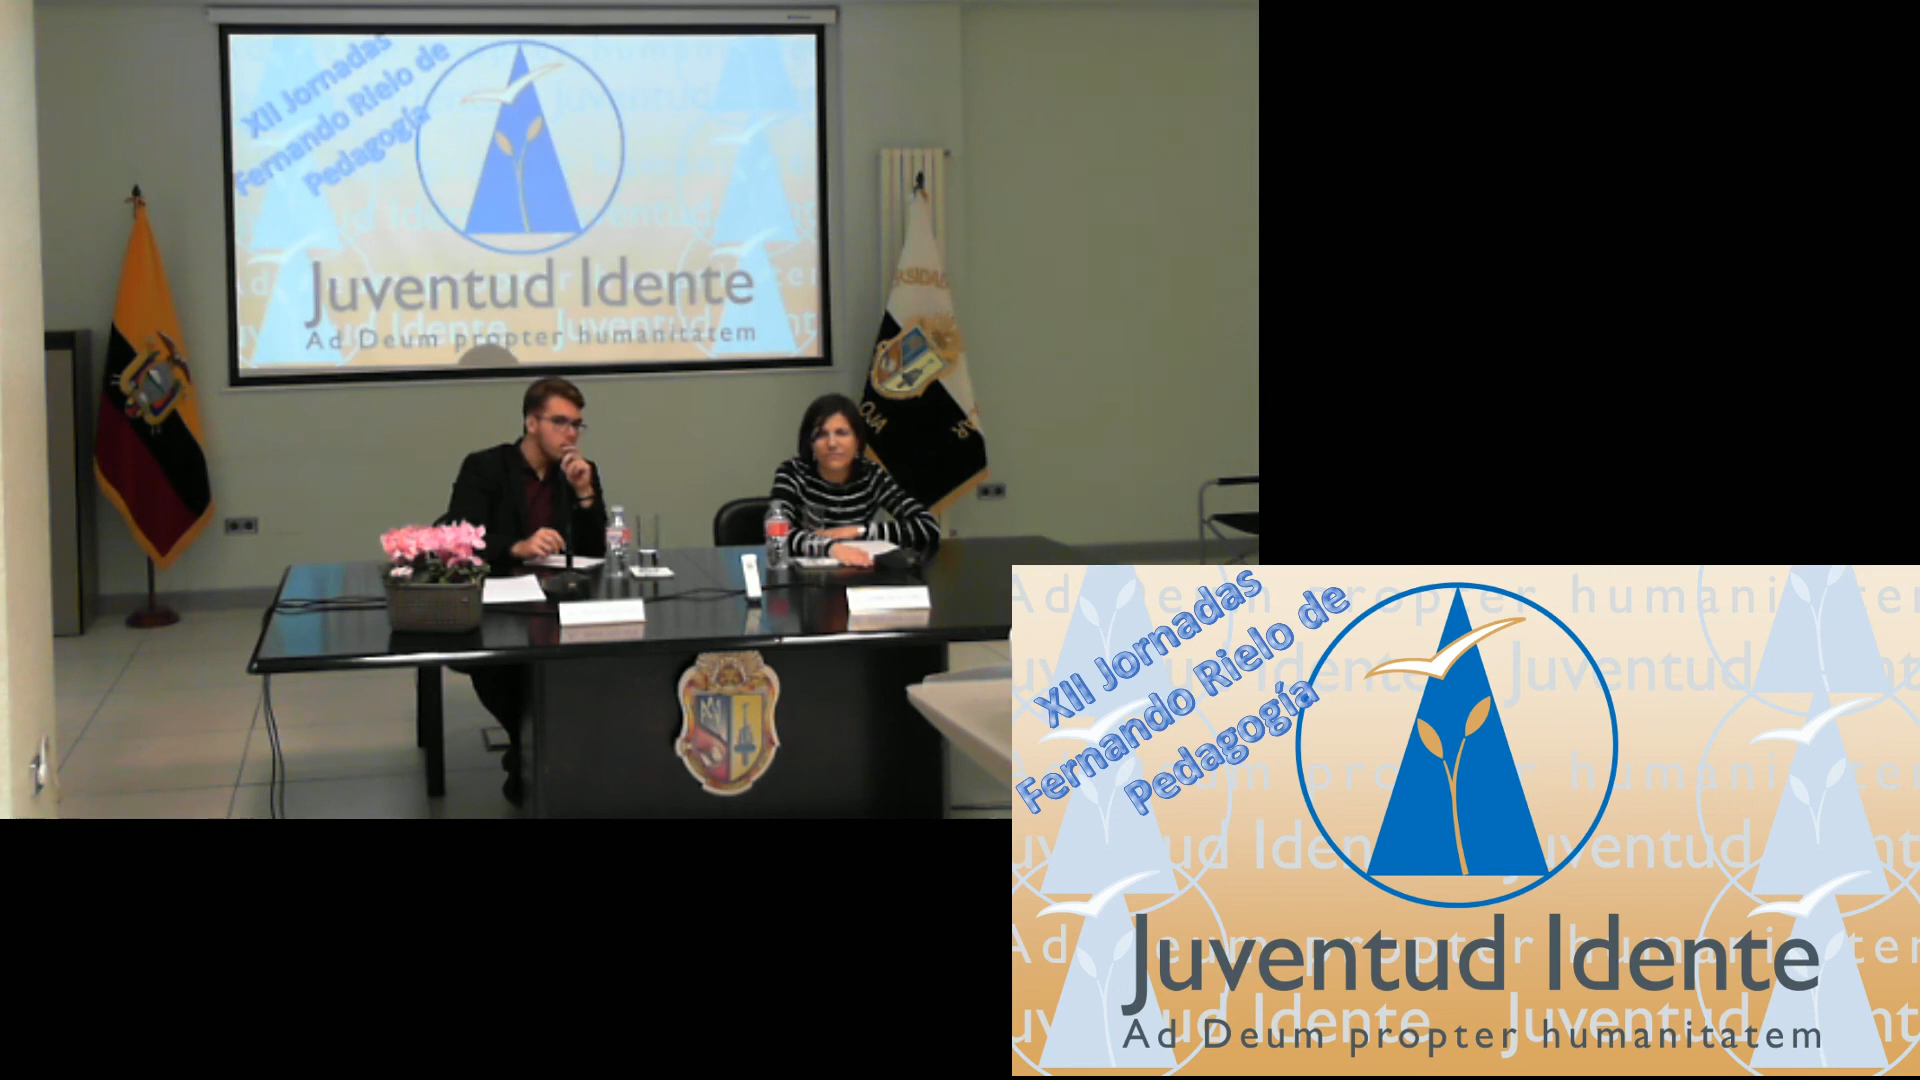 XII Jornadas
Fernando Rielo de
Pedagogía
Juventud Idente
Ad Deum propter humanitatem
XII Jornadas
Fernando Rielo de
Pedagogía
Juventud Idente
Ad Deum propter humanitatem